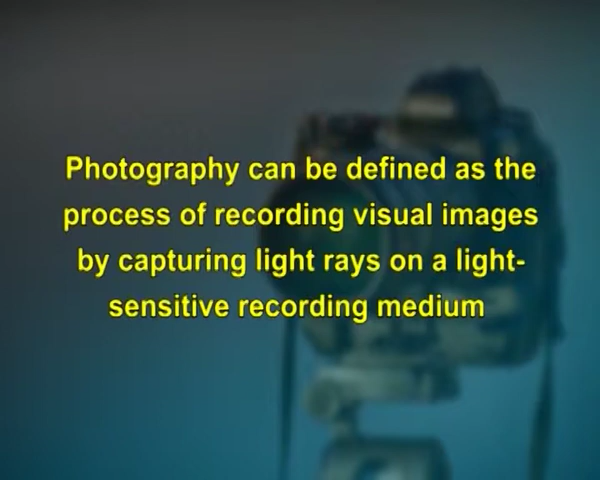 Photography can be defined as the
process of recording visual images
by capturing light rays on a light-
sensitive recording medium